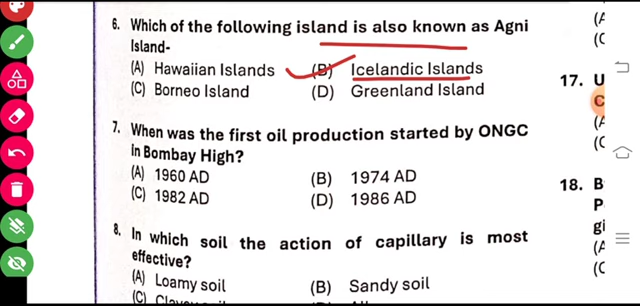 6. Which of the following island is also known as Agni
Island-
(A) Hawaiian Islands (B) Icelandic Islands
(C) Borneo Island (D) Greenland Island
7. When was the first oil production started by ONGC
in Bombay High?
(A) 1960 AD (B) 1974 AD
(C) 1982 AD (D) 1986 AD
8. In which soil the action of capillary is most
effective?
(A) Loamy soil (B) Sandy soil
(C)
(A
(C
17. U
C
(A
(C
18. B
P
gi
(A
(C